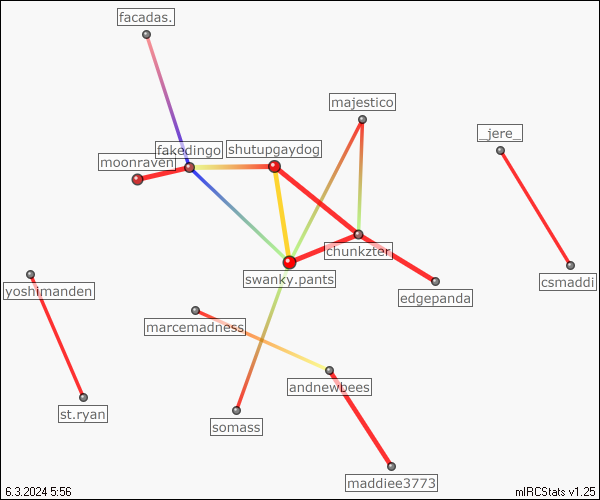 facadas.
majestico
_jere_
fakedingo
shutupgaydog
moonraven
chunkzter
swanky.pants
csmaddi
yoshimanden
edgepanda
marcemadness
andnewbees
st.ryan
somass
maddiee3773
6.3.2024 5:56
mIRCStats v1.25